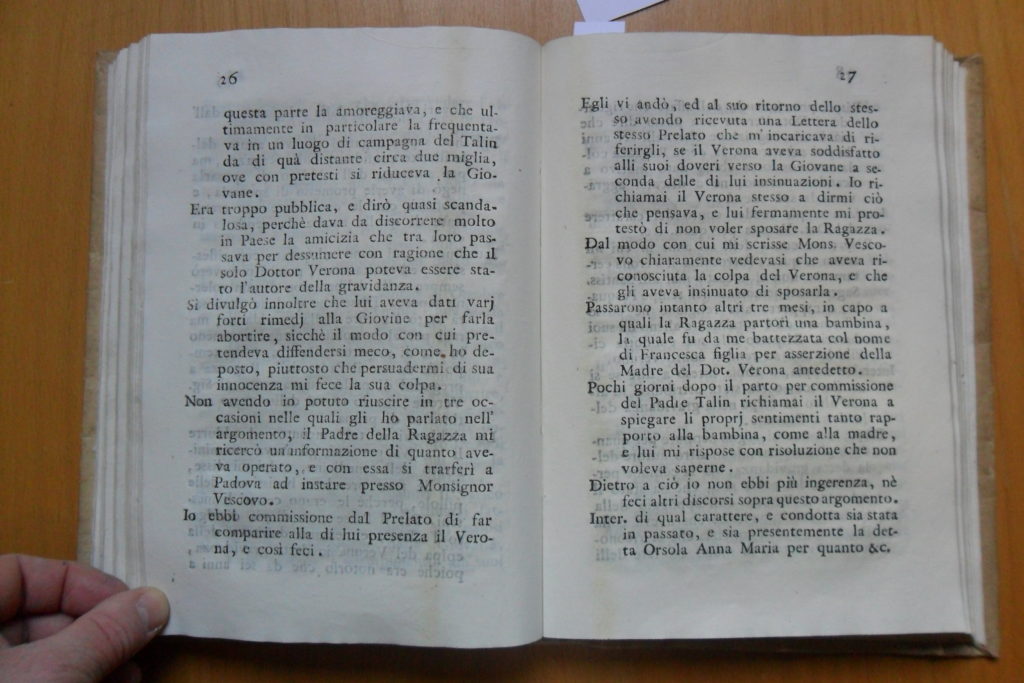 26
questa parte la amoreggiava, e che ul-
timamente in particolare la frequenta-
va in un luogo di campagna del Talin
da di quà distante circa due miglia,
ove con pretesti si riduceva la Gio-
vane.
Era troppo pubblica, e dirò quasi scanda-
losa, perchè dava da discorrere molto
in Paese la amicizia che tra loro pas-
sava per dessumere con ragione che il
solo Dottor Verona poteva essere sta-
to l'autore della gravidanza.
Si divulgò innoltre che lui aveva dati varj
forti rimedj alla Giovine per farla
abortire, sicchè il modo con cui pre-
tendeva diffendersi meco, come ho de-
posto, piuttosto che persuadermi di sua
innocenza mi fece la sua colpa.
Non avendo io potuto riuscire in tre oc-
casioni nelle quali gli hò parlato nell'
argomento, il Padre della Ragazza mi
ricercò un'informazione di quanto ave-
va operato, e con essa si trarferì a
Padova ad instare presso Monsignor
Vescovo.
Io ebbi commissione dal Prelato di far
comparire alla di lui presenza il Vero-
na, e così feci.
27
Egli vi andò, ed al suo ritorno dello stes-
so avendo ricevuta una Lettera dello
stesso Prelato che m'incaricava di ri-
ferirgli, se il Verona aveva soddisfatto
alli suoi doveri verso la Giovane a se-
conda delle di lui insinuazioni. Io ri-
chiamai il Verona stesso a dirmi ciò
che pensava, e lui fermamente mi pro-
testò di non voler sposare la Ragazza.
Dal modo con cui mi scrisse Mons. Vesco-
vo chiaramente vedevasi che aveva ri-
conosciuta la colpa del Verona, e che
gli aveva insinuato di sposarla.
Passarono intanto altri tre mesi, in capo a
quali la Ragazza partorì una bambina,
la quale fu da me battezzata col nome
di Francesca figlia per asserzione della
Madre del Dot. Verona antedetto.
Pochi giorni dopo il parto per commissione
del Padre Talin richiamai il Verona a
spiegare li proprj sentimenti tanto rap-
porto alla bambina, come alla madre,
e lui mi rispose con risoluzione che non
voleva saperne.
Dietro a ciò io non ebbi più ingerenza, nè
feci altri discorsi sopra questo argomento.
Inter. di qual carattere, e condotta sia stata
in passato, e sia presentemente la det-
ta Orsola Anna Maria per quanto &c.